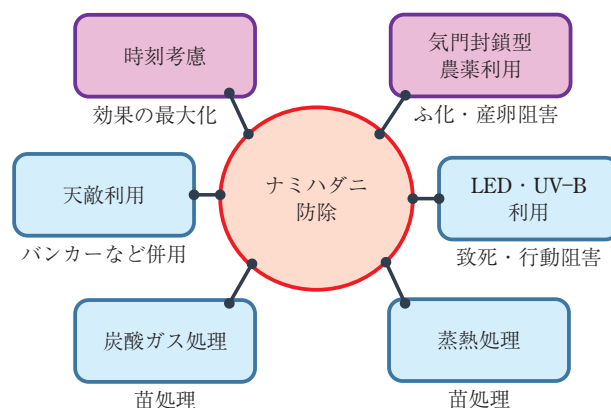 時刻考慮
効果の最大化
気門封鎖型
農薬利用
ふ化・産卵阻害
ナミハダニ
防除
天敵利用
バンカーなど併用
LED・UV-B
利用
致死・行動阻害
炭酸ガス処理
苗処理
蒸熱処理
苗処理